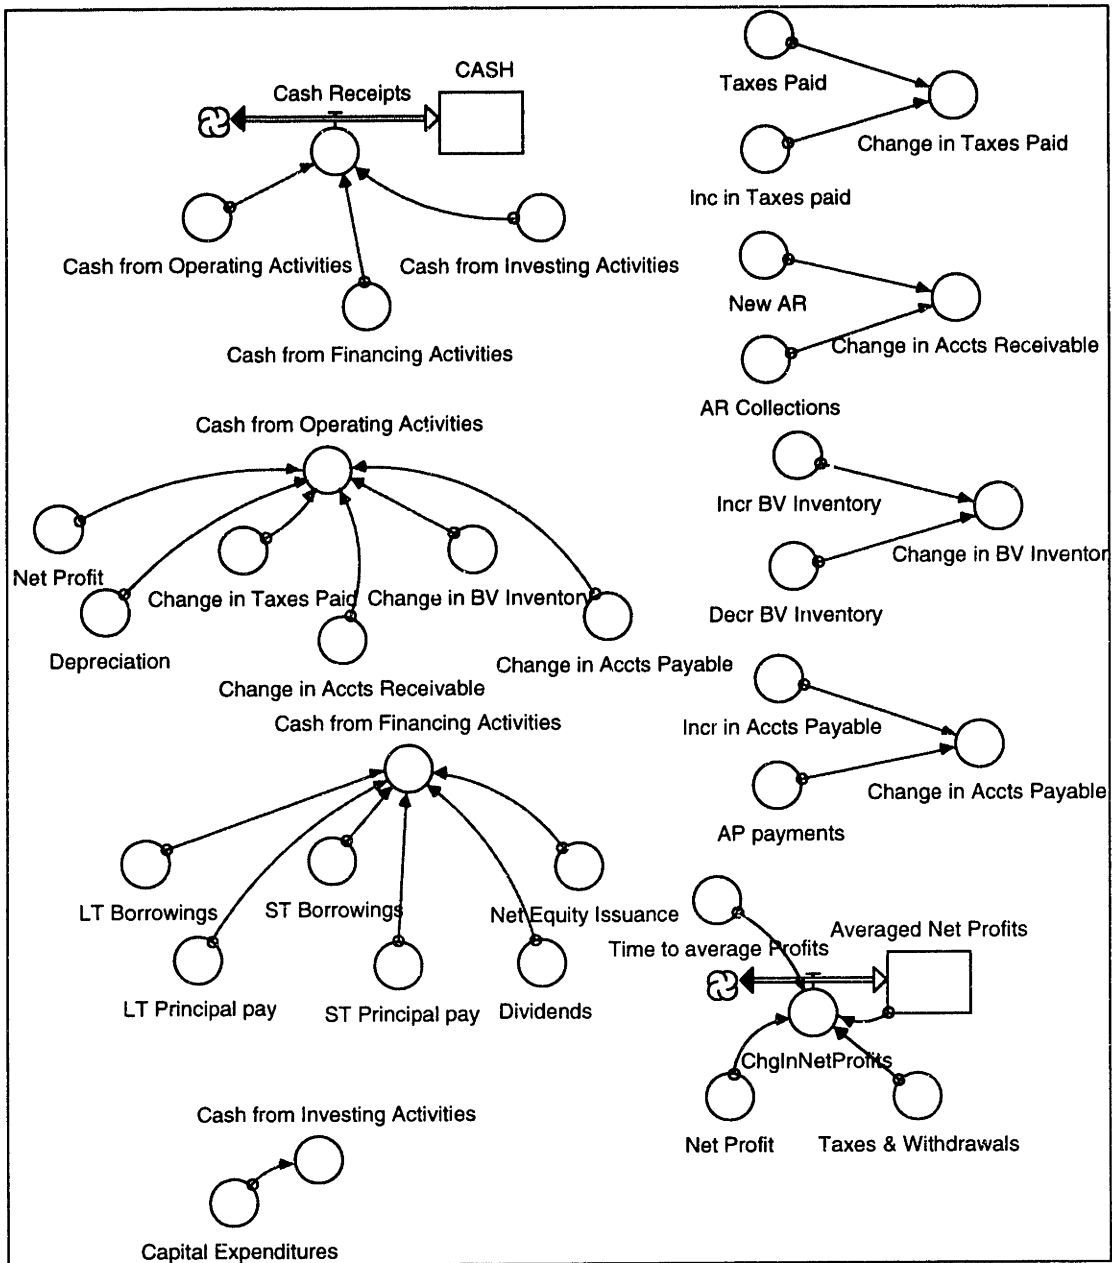 CASH
Cash Receipts
Cash from Operating Activities
Cash from Investing Activities
Cash from Financing Activities
Cash from Operating Activities
Net Profit
Change in Taxes Paid
Change in BV Inventory
Depreciation
Change in Accts Receivable
Change in Accts Payable
Cash from Financing Activities
LT Borrowings
ST Borrowings
Net Equity Issuance
LT Principal pay
ST Principal pay
Dividends
Cash from Investing Activities
Capital Expenditures
Taxes Paid
Change in Taxes Paid
Inc in Taxes paid
New AR
Change in Accts Receivable
AR Collections
Incr BV Inventory
Change in BV Inventor
Decr BV Inventory
Incr in Accts Payable
Change in Accts Payable
AP payments
Averaged Net Profits
Time to average Profits
ChgInNetProfits
Net Profit
Taxes & Withdrawals